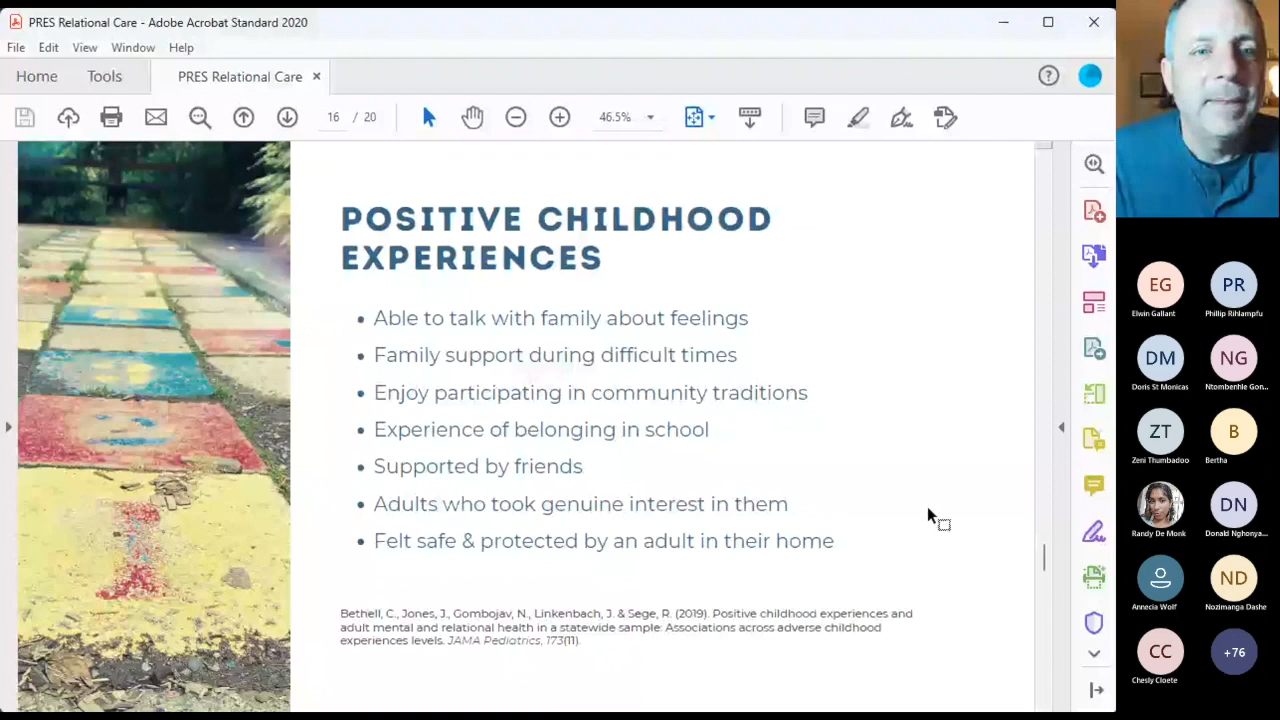 PRES Relational Care - Adobe Acrobat Standard 2020
File Edit View Window Help
Home Tools PRES Relational Care
16 / 20 46.5%
POSITIVE CHILDHOOD
EXPERIENCES
• Able to talk with family about feelings
• Family support during difficult times
• Enjoy participating in community traditions
• Experience of belonging in school
• Supported by friends
• Adults who took genuine interest in them
• Felt safe & protected by an adult in their home
Bethell, C., Jones, J., Gombojav, N., Linkenbach, J. & Sege, R. (2019). Positive childhood experiences and
adult mental and relational health in a statewide sample: Associations across adverse childhood
experiences levels. JAMA Pediatrics, 173(11).
1
EG PR
Elwin Gallant Phillip Rihlampfu
DM NG
Doris St Monicas Ntombenhle Gon...
ZT B
Zeni Thumbadoo Bertha
DN
Randy De Monk Donald Nghonya...
ND
Annecia Wolf Nozimanga Dashe
CC +76
Chesly Cloete